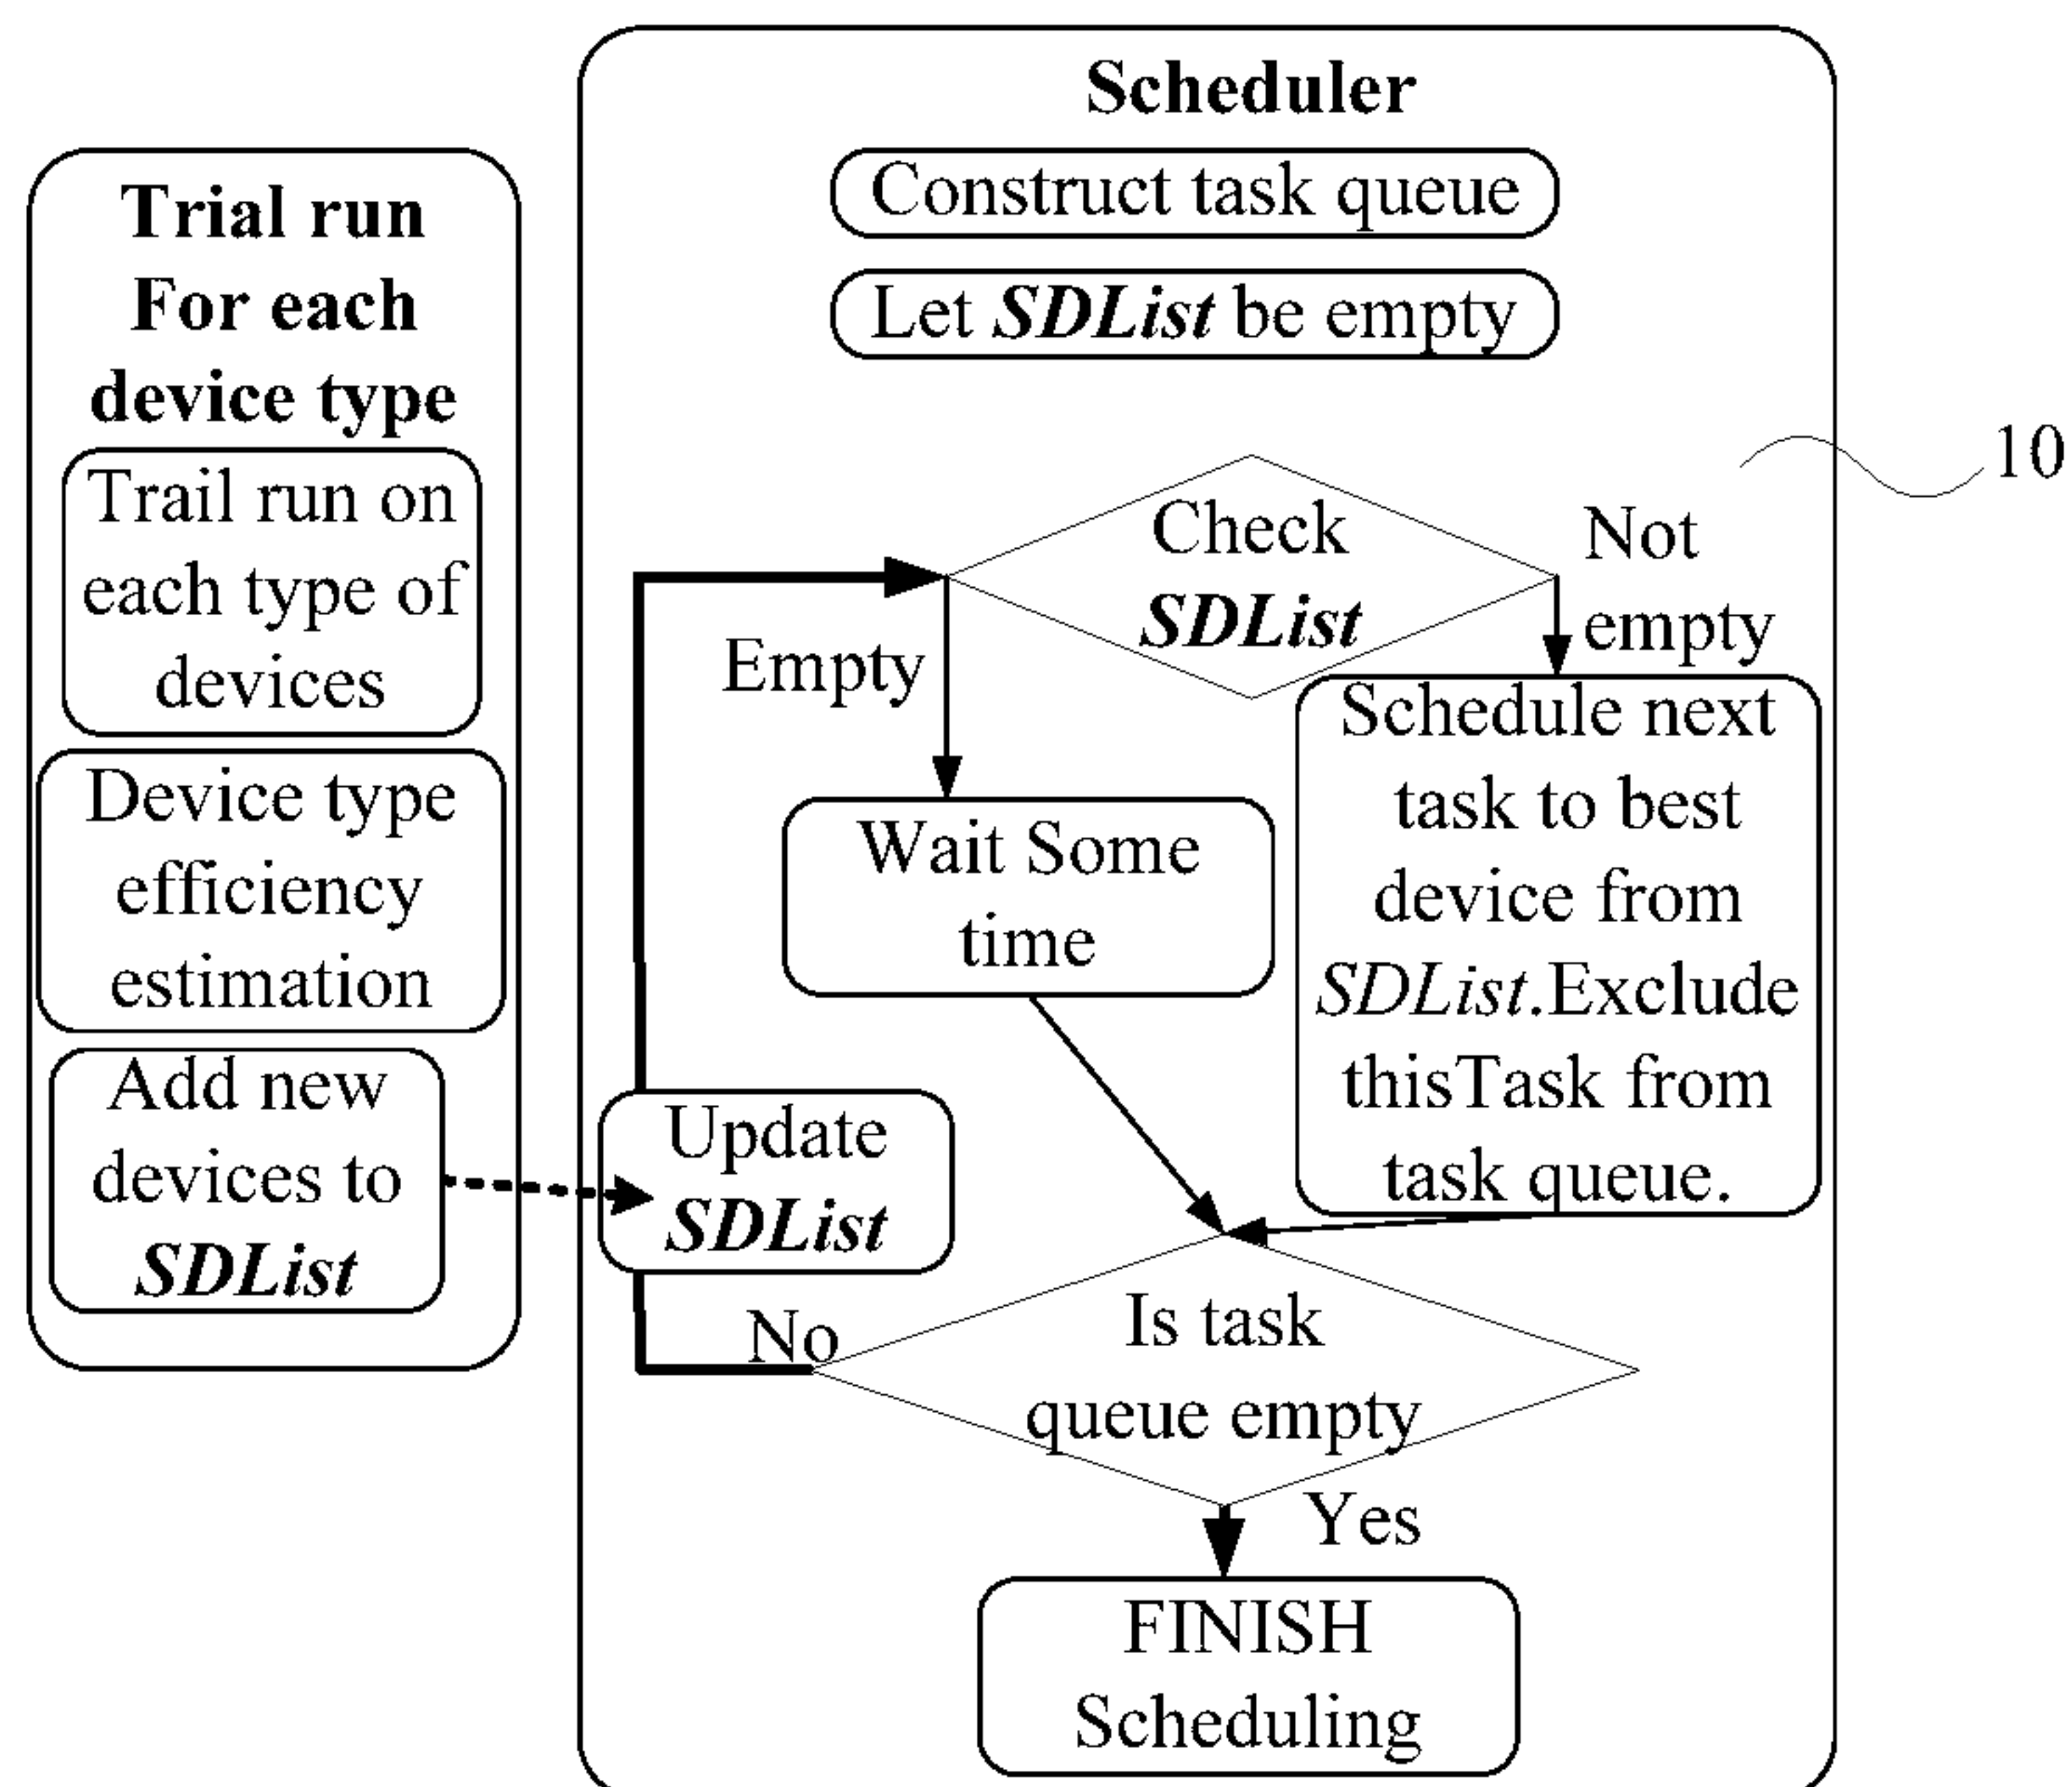 Trial run
For each
device type
Trail run on
each type of
devices
Device type
efficiency
estimation
Add new
devices to
SDList
Scheduler
Construct task queue
Let SDList be empty
10
Check
SDList
Not
empty
Empty
Schedule next
task to best
device from
SDList.Exclude
thisTask from
task queue.
Wait Some
time
Update
SDList
No
Is task
queue empty
Yes
FINISH
Scheduling